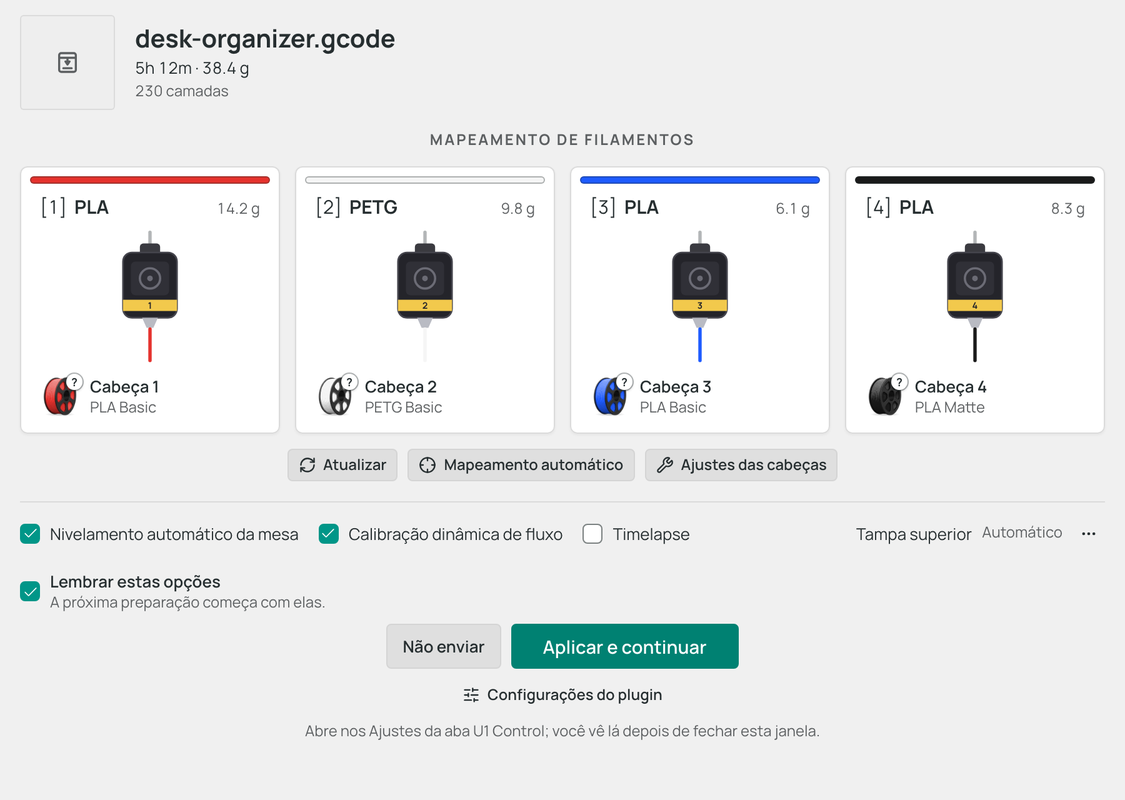 desk-organizer.gcode
5h 12m · 38.4 g
230 camadas
MAPEAMENTO DE FILAMENTOS
[1] PLA 14.2 g
1
? Cabeça 1
PLA Basic
[2] PETG 9.8 g
2
? Cabeça 2
PETG Basic
[3] PLA 6.1 g
3
? Cabeça 3
PLA Basic
[4] PLA 8.3 g
4
? Cabeça 4
PLA Matte
Atualizar
Mapeamento automático
Ajustes das cabeças
Nivelamento automático da mesa
Calibração dinâmica de fluxo
Timelapse
Tampa superior Automático ···
Lembrar estas opções
A próxima preparação começa com elas.
Não enviar
Aplicar e continuar
Configurações do plugin
Abre nos Ajustes da aba U1 Control; você vê lá depois de fechar esta janela.